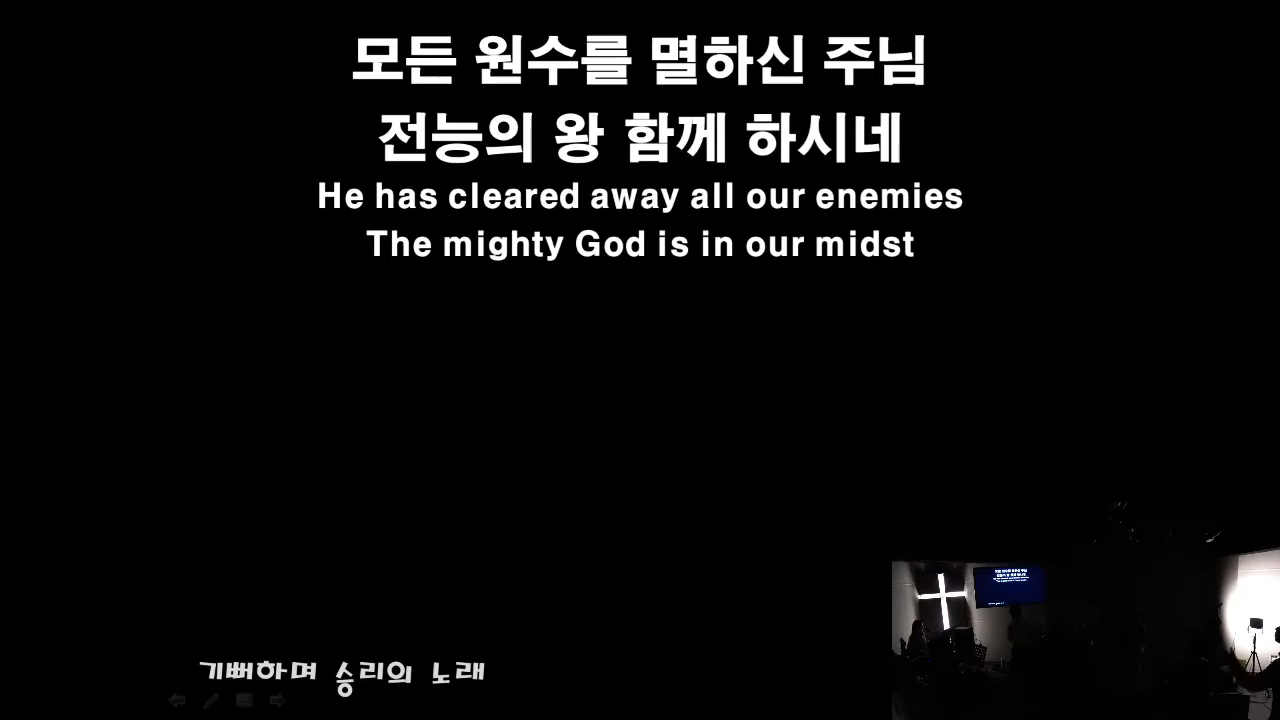 모든 원수를 멸하신 주님
전능의 왕 함께 하시네
He has cleared away all our enemies
The mighty God is in our midst
기뻐하며 승리의 노래